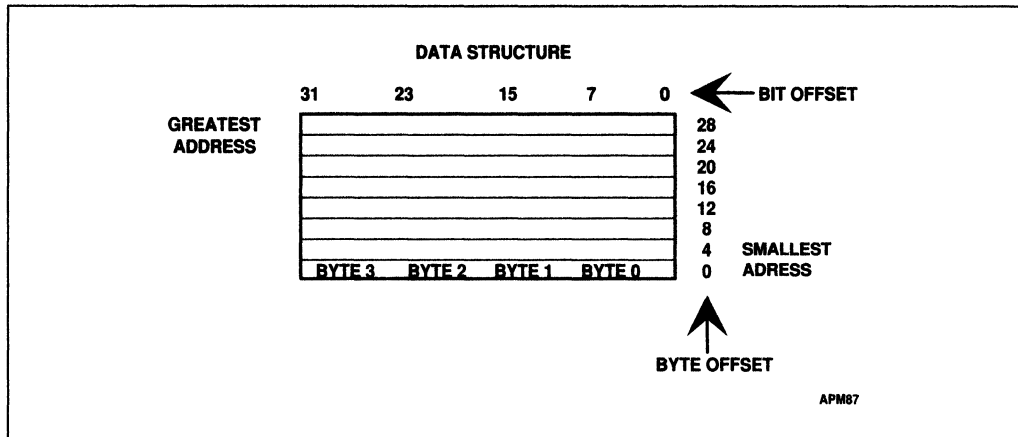 DATA STRUCTURE
31 23 15 7 0 BIT OFFSET
GREATEST
ADDRESS
28
24
20
16
12
8
4
SMALLEST
ADRESS
BYTE 3 BYTE 2 BYTE 1 BYTE 0 0
BYTE OFFSET
APM87